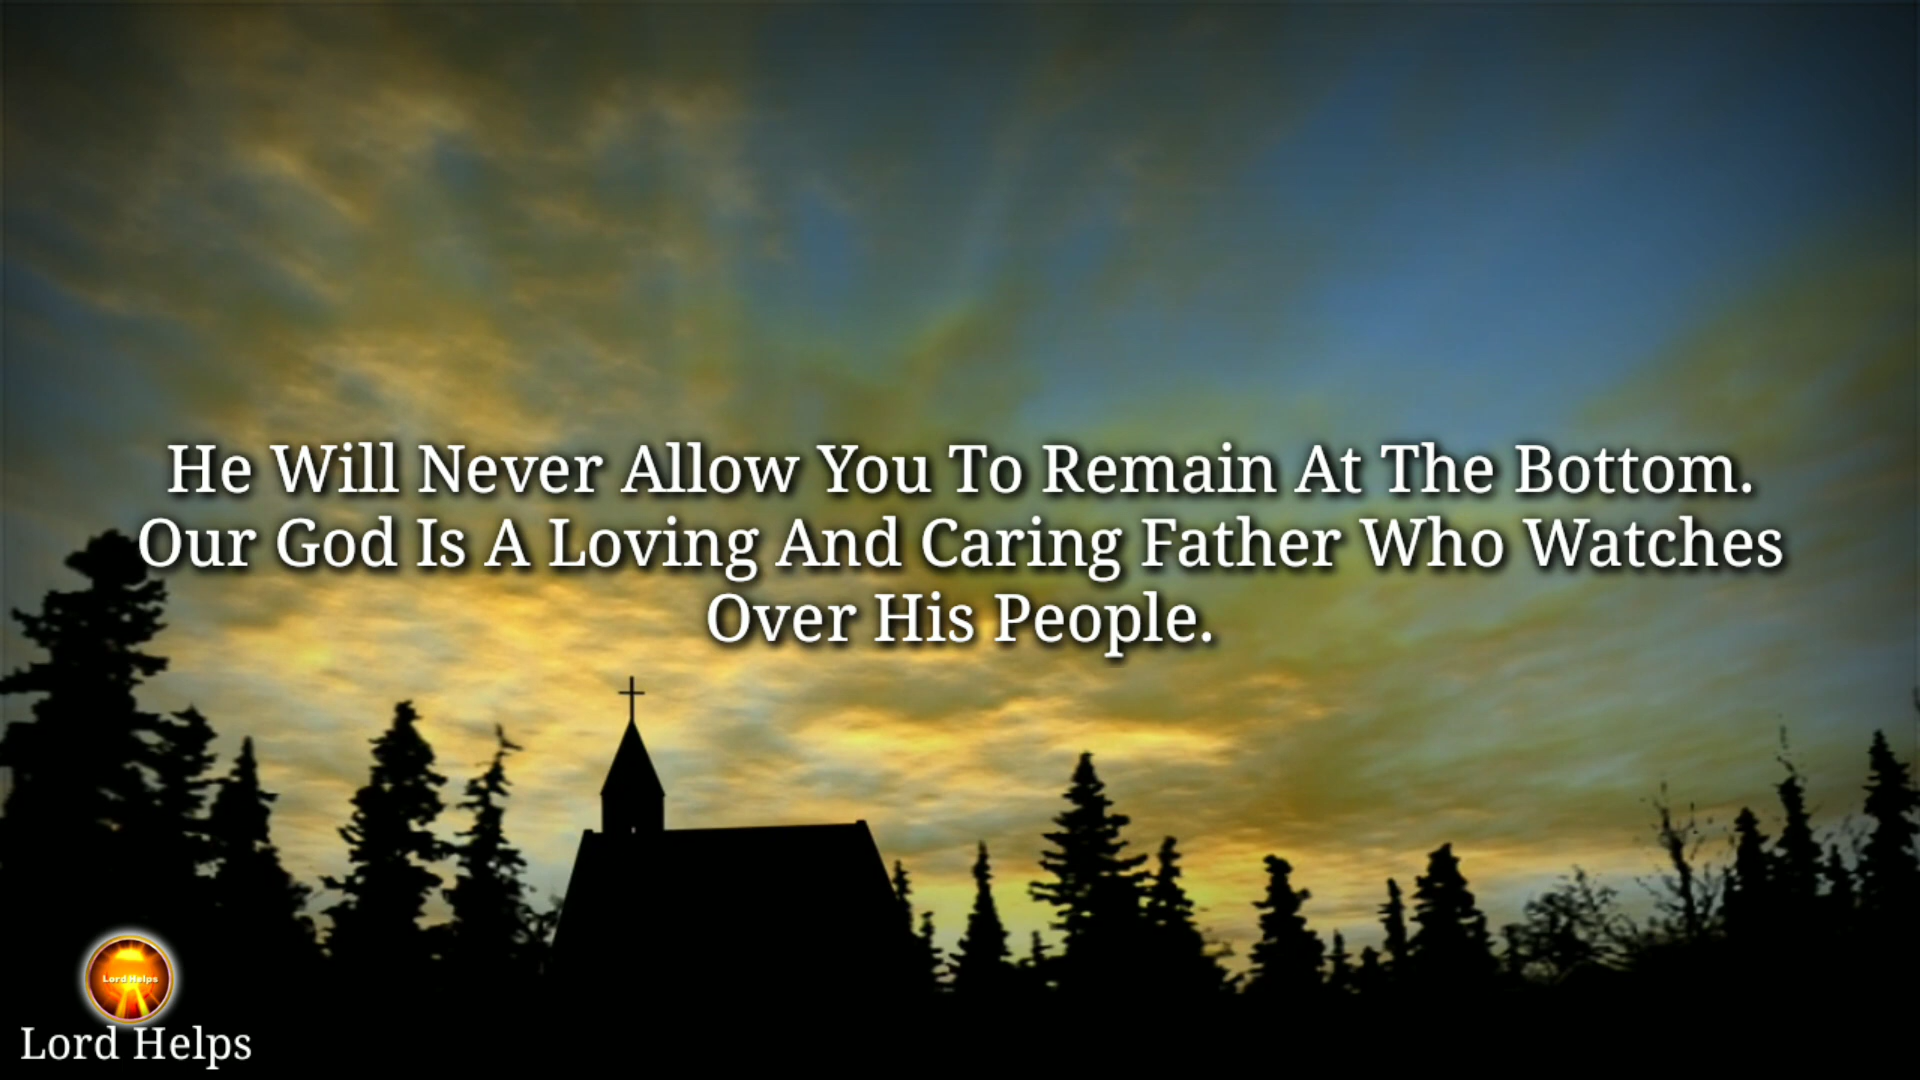 He Will Never Allow You To Remain At The Bottom.
Our God Is A Loving And Caring Father Who Watches
Over His People.
Lord Helps
Lord Helps